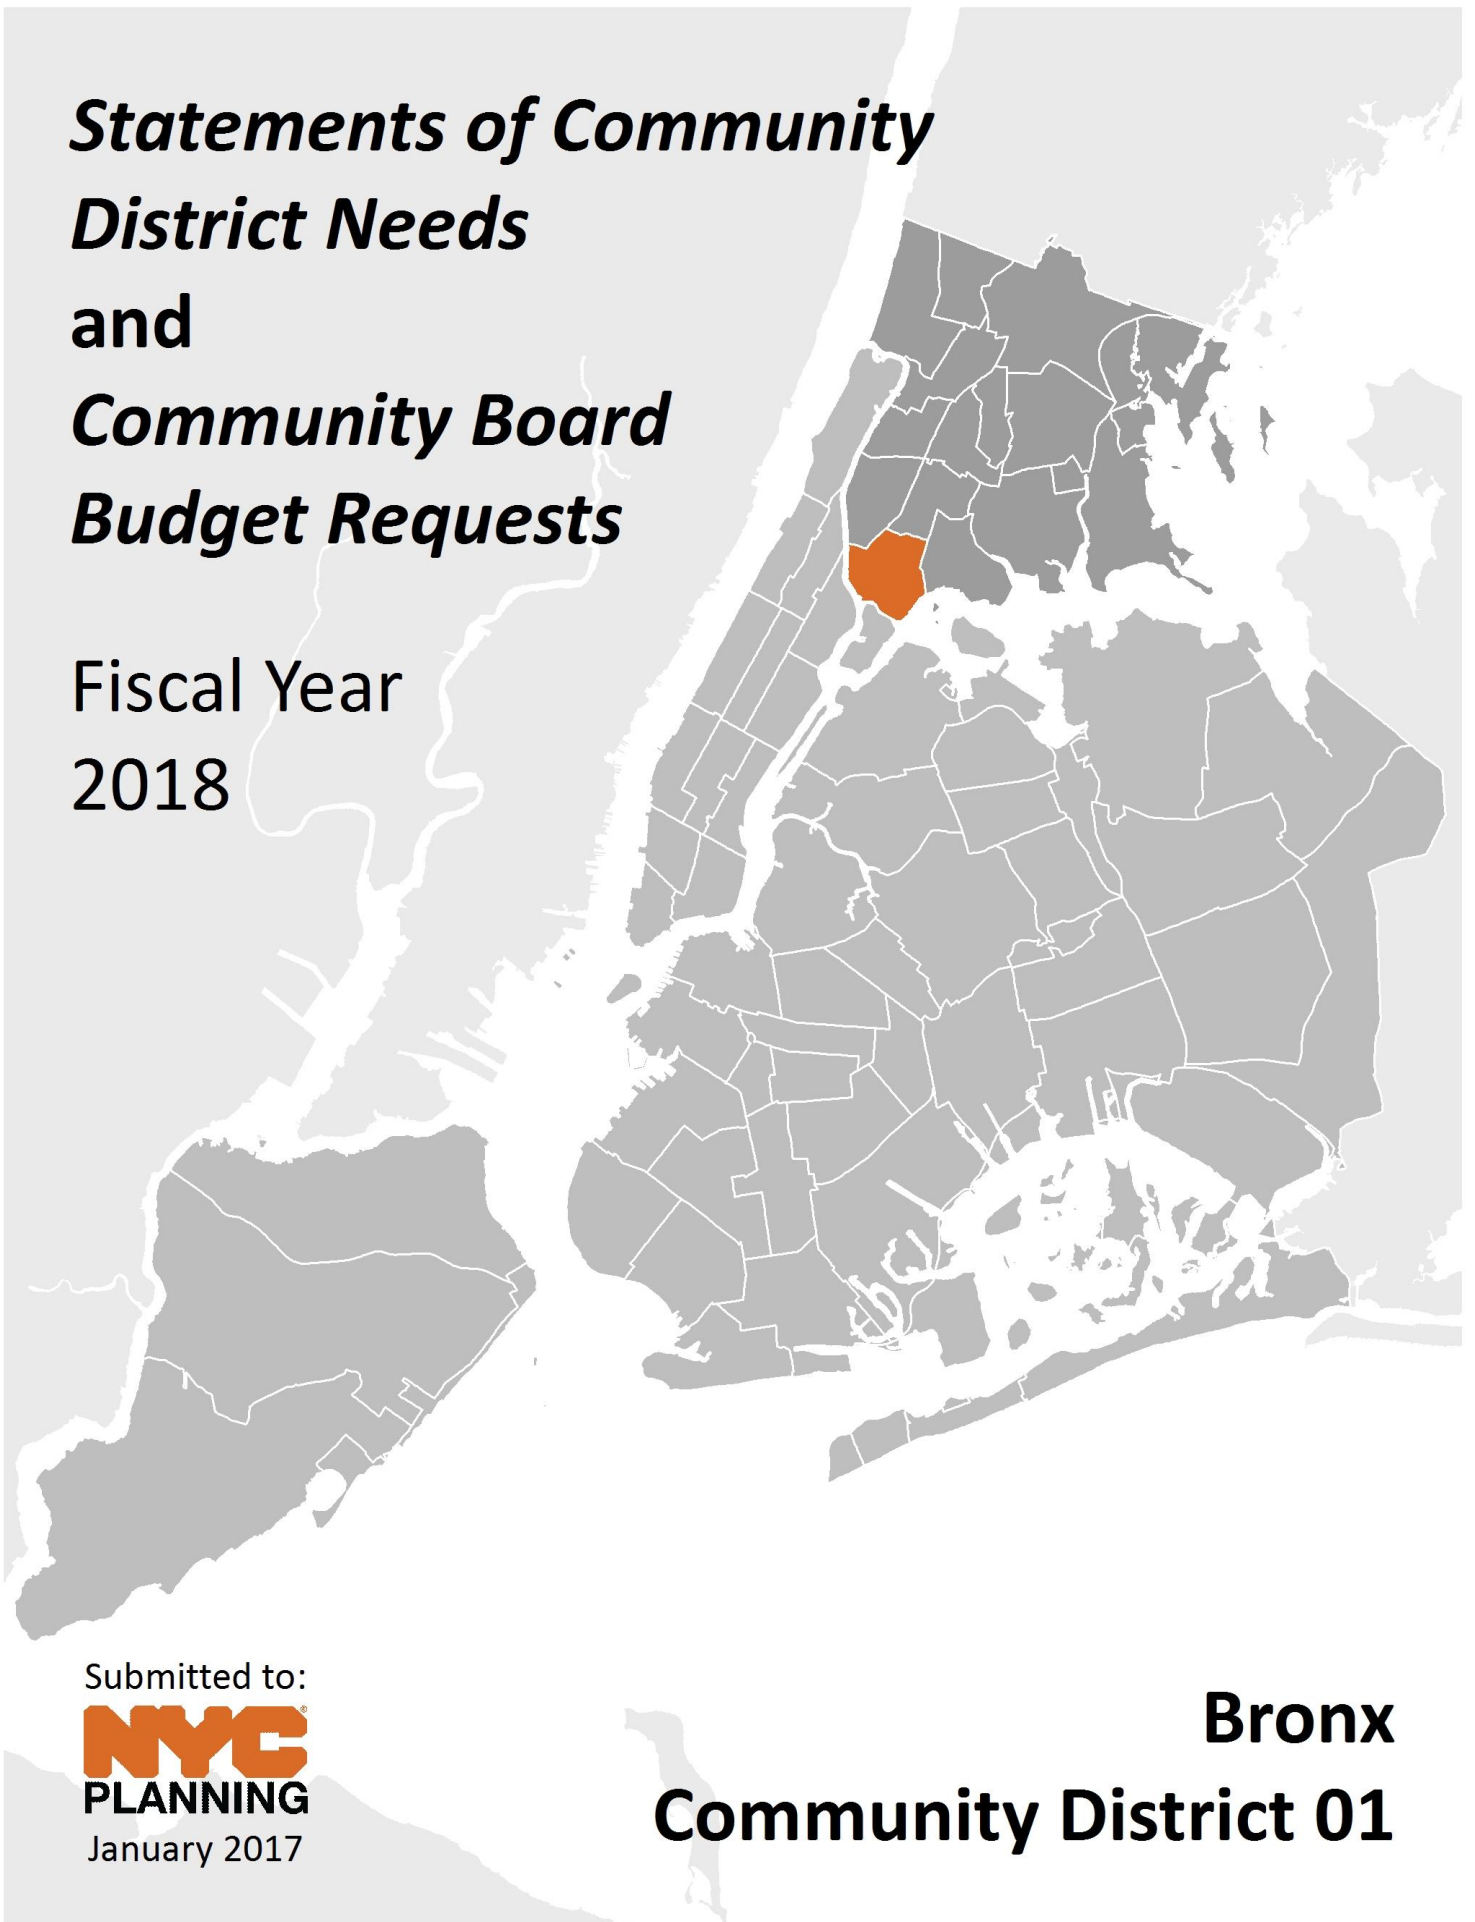 Statements of Community
District Needs
and
Community Board
Budget Requests
Fiscal Year
2018
Submitted to:
NYC®
PLANNING
January 2017
Bronx
Community District 01